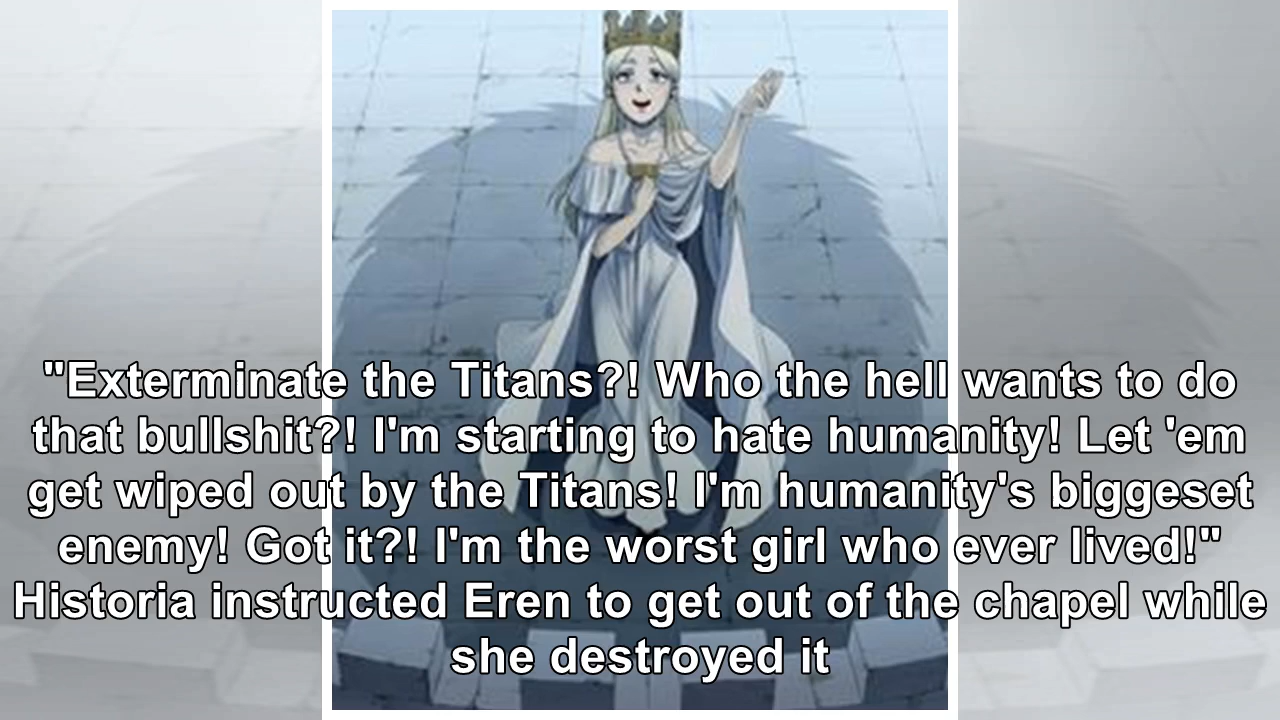 "Exterminate the Titans?! Who the hell wants to do
that bullshit?! I'm starting to hate humanity! Let 'em
get wiped out by the Titans! I'm humanity's biggeset
enemy! Got it?! I'm the worst girl who ever lived!"
Historia instructed Eren to get out of the chapel while
she destroyed it